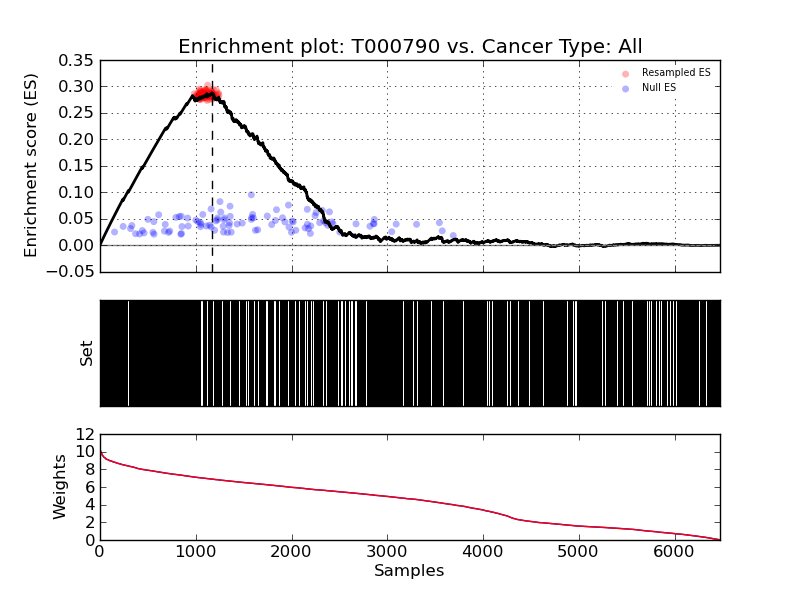 Enrichment plot: T000790 vs. Cancer Type: All
Enrichment score (ES)
0.35
0.30
0.25
0.20
0.15
0.10
0.05
0.00
−0.05
Resampled ES
Null ES
Set
Weights
12
10
8
6
4
2
0
0 1000 2000 3000 4000 5000 6000
Samples